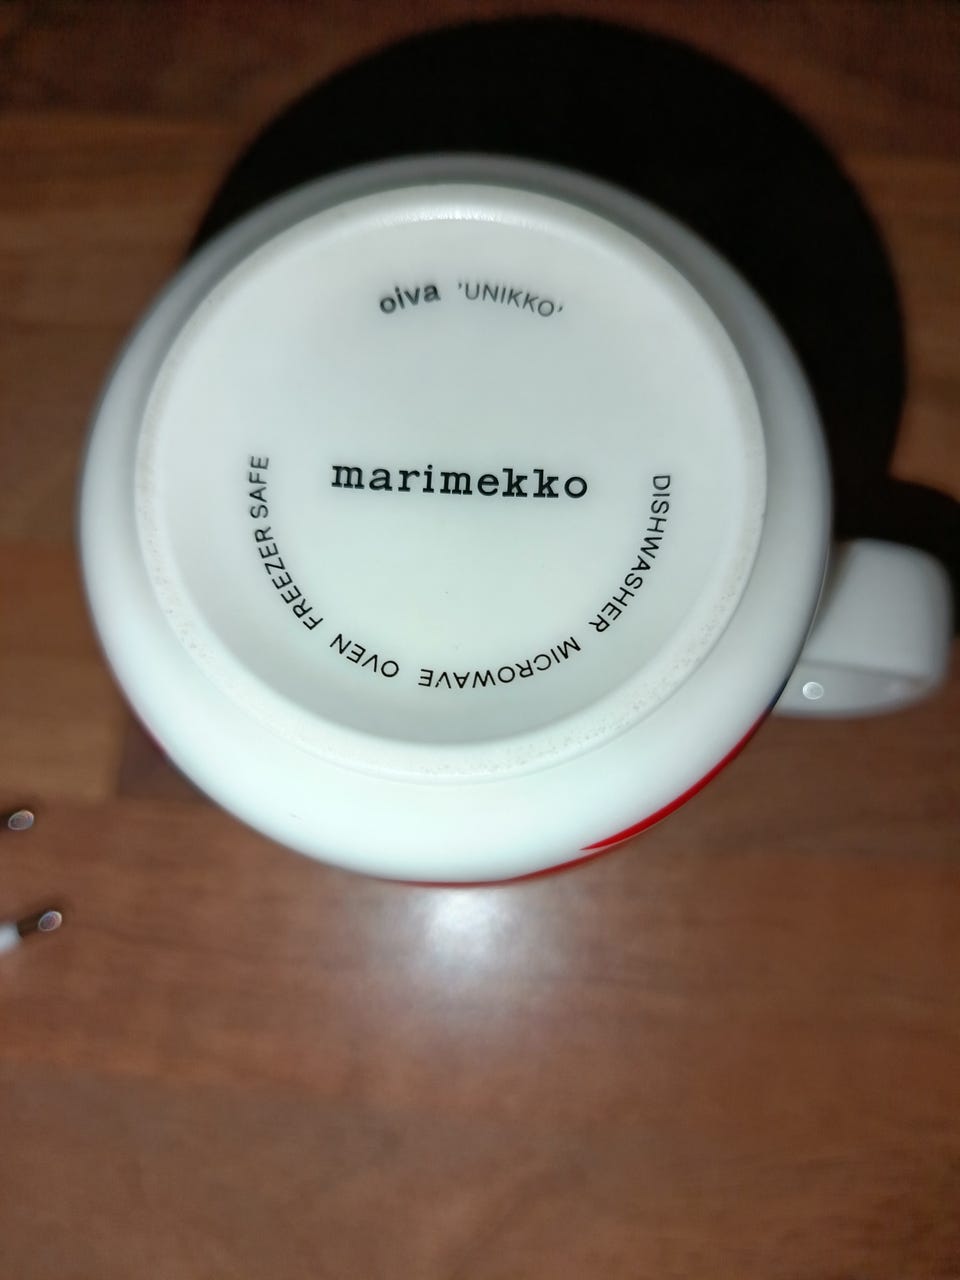 oiva 'UNIKKO'
marimekko
DISHWASHER MICROWAVE OVEN FREEZER SAFE